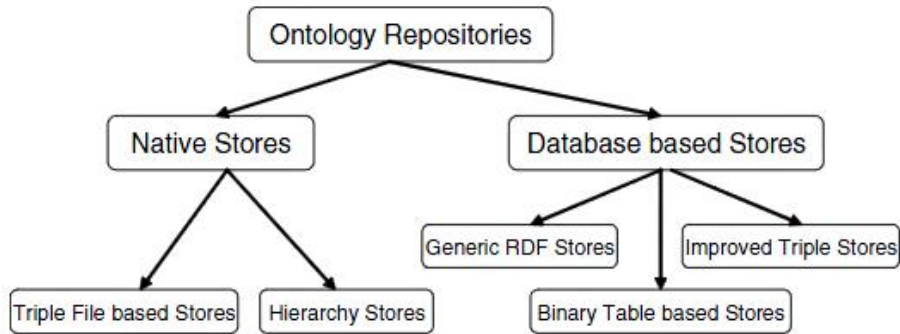 Ontology Repositories
Native Stores
Database based Stores
Generic RDF Stores
Improved Triple Stores
Triple File based Stores
Hierarchy Stores
Binary Table based Stores